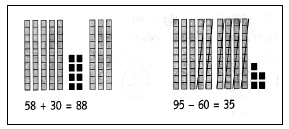 58 + 30 = 88
95 − 60 = 35